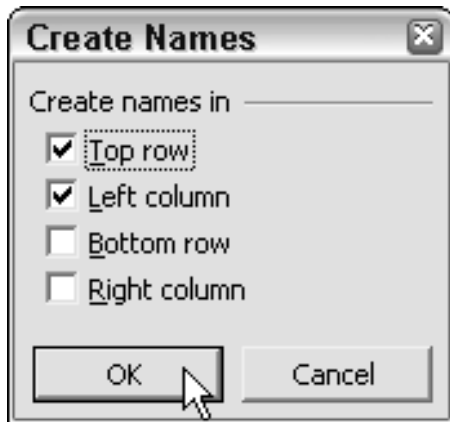 Create Names
Create names in
Top row
Left column
Bottom row
Right column
OK Cancel